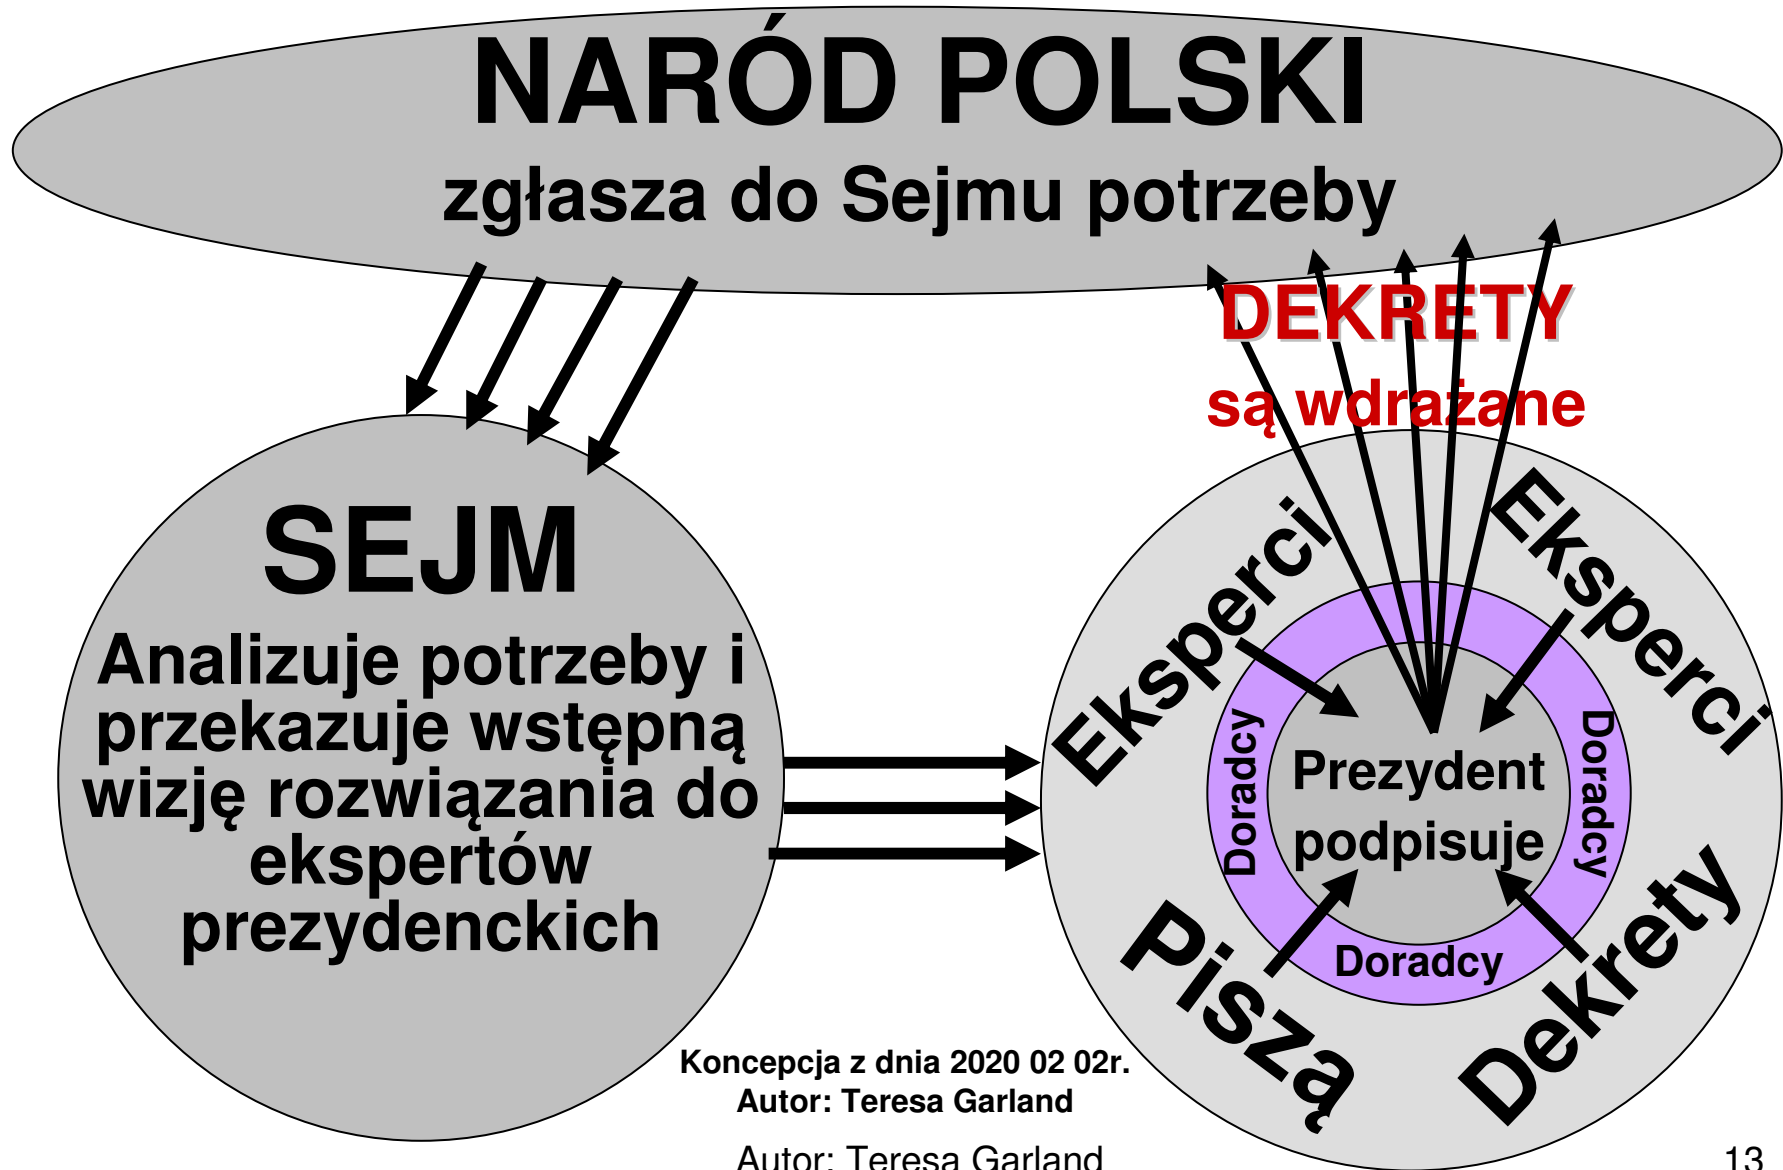 NARÓD POLSKI
zgłasza do Sejmu potrzeby
DEKRETY
są wdrażane
SEJM
Analizuje potrzeby i
przekazuje wstępną
wizję rozwiązania do
ekspertów
prezydenckich
Eksperci
Eksperci
Doradcy
Prezydent
podpisuje
Doradcy
Doradcy
Piszą
Dekrety
Koncepcja z dnia 2020 02 02r.
Autor: Teresa Garland
Autor: Teresa Garland
13